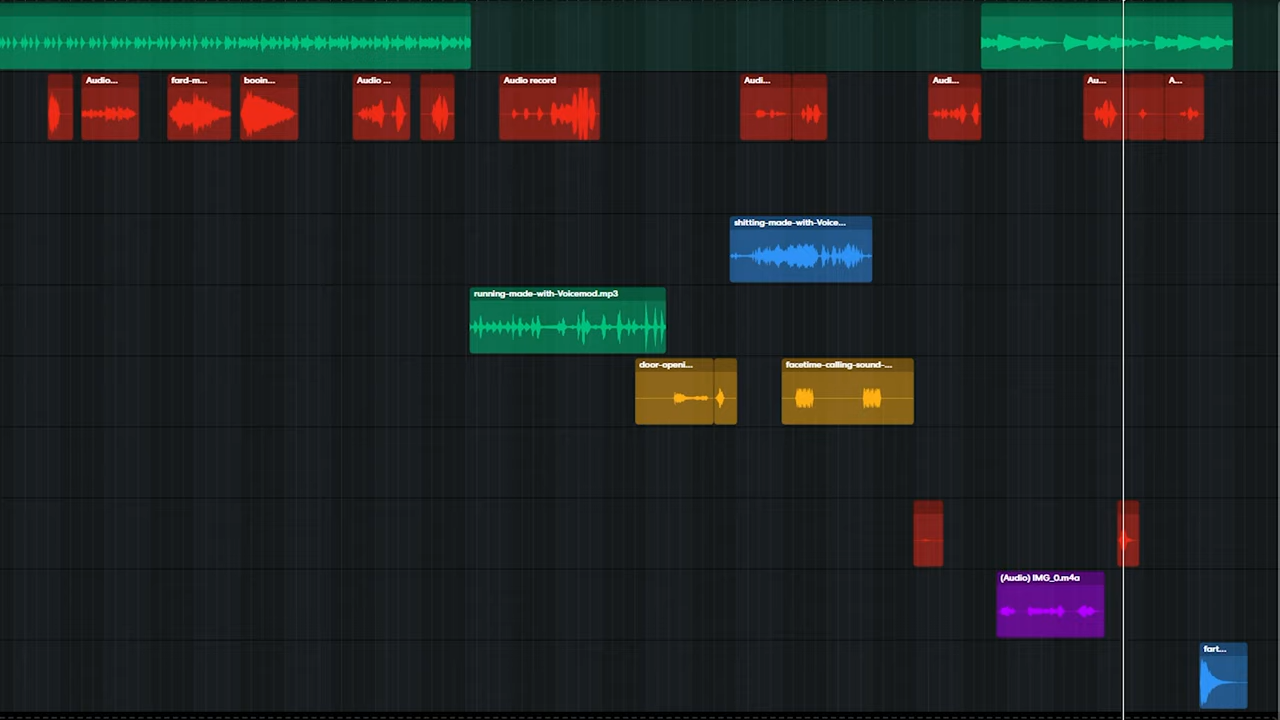 Audio...
fard-m...
booin...
Audio ...
Audio record
Audi...
Audi...
Au...
A...
shitting-made-with-Voice...
running-made-with-Voicemod.mp3
door-openi...
facetime-calling-sound-...
(Audio) IMG_0.m4a
fart...